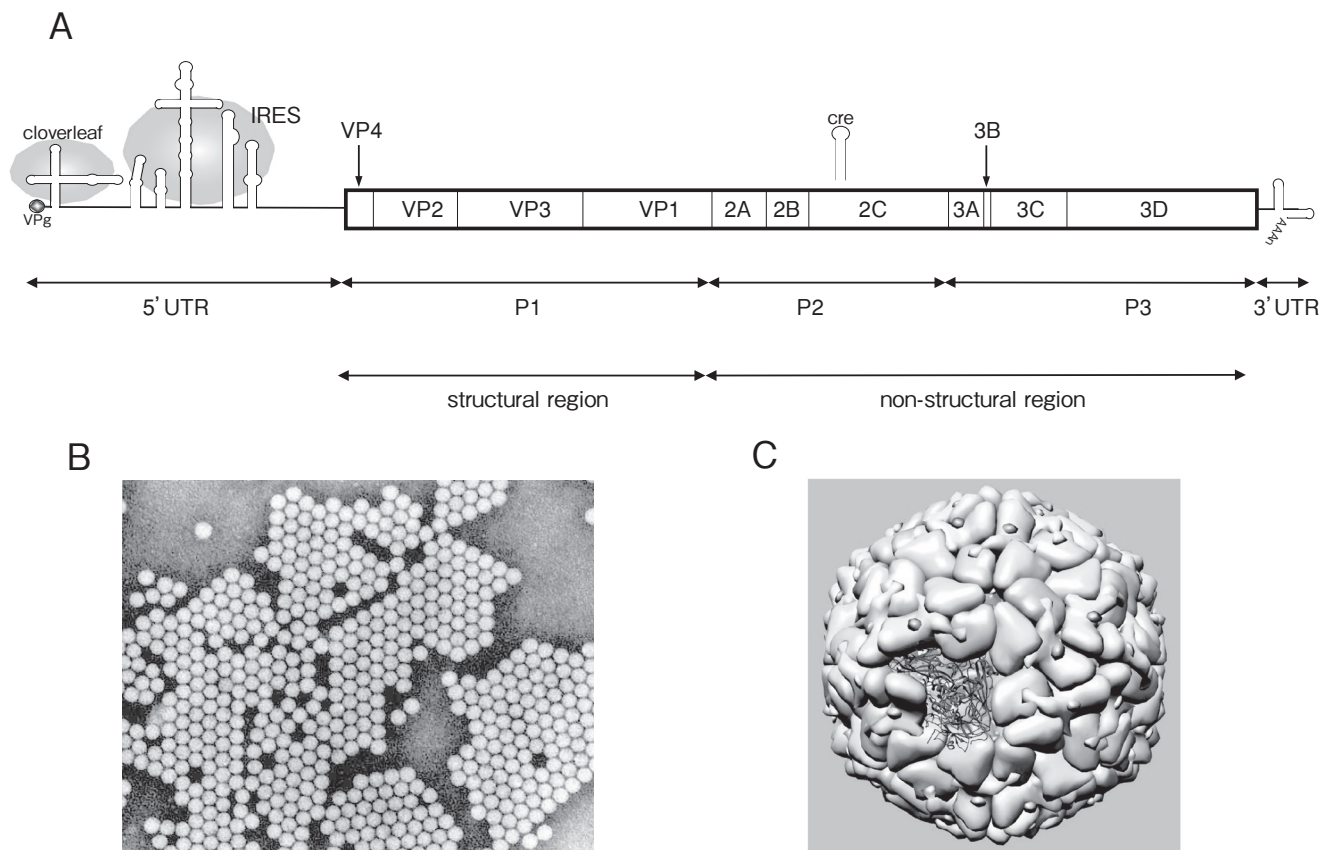 A
IRES
cloverleaf
VP4
cre
3B
VPg
VP2 VP3 VP1 2A 2B 2C 3A 3C 3D
AAAn
5’ UTR P1 P2 P3 3’ UTR
structural region non-structural region
B
C